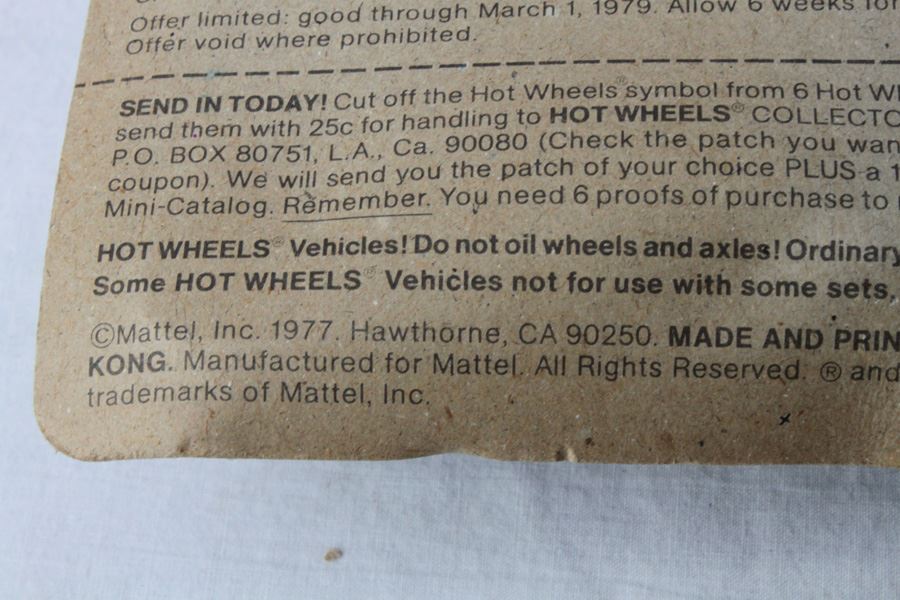 Offer limited: good through March 1, 1979. Allow 6 weeks for
Offer void where prohibited.
SEND IN TODAY! Cut off the Hot Wheels® symbol from 6 Hot
send them with 25c for handling to HOT WHEELS® COLLECTO
P.O. BOX 80751, L.A., Ca. 90080 (Check the patch you wan
coupon). We will send you the patch of your choice PLUS a 1
Mini-Catalog. Remember. You need 6 proofs of purchase to
HOT WHEELS® Vehicles! Do not oil wheels and axles! Ordinary
Some HOT WHEELS® Vehicles not for use with some sets.
©Mattel, Inc. 1977. Hawthorne, CA 90250. MADE AND PRIN
KONG. Manufactured for Mattel. All Rights Reserved. ® and
trademarks of Mattel, Inc.